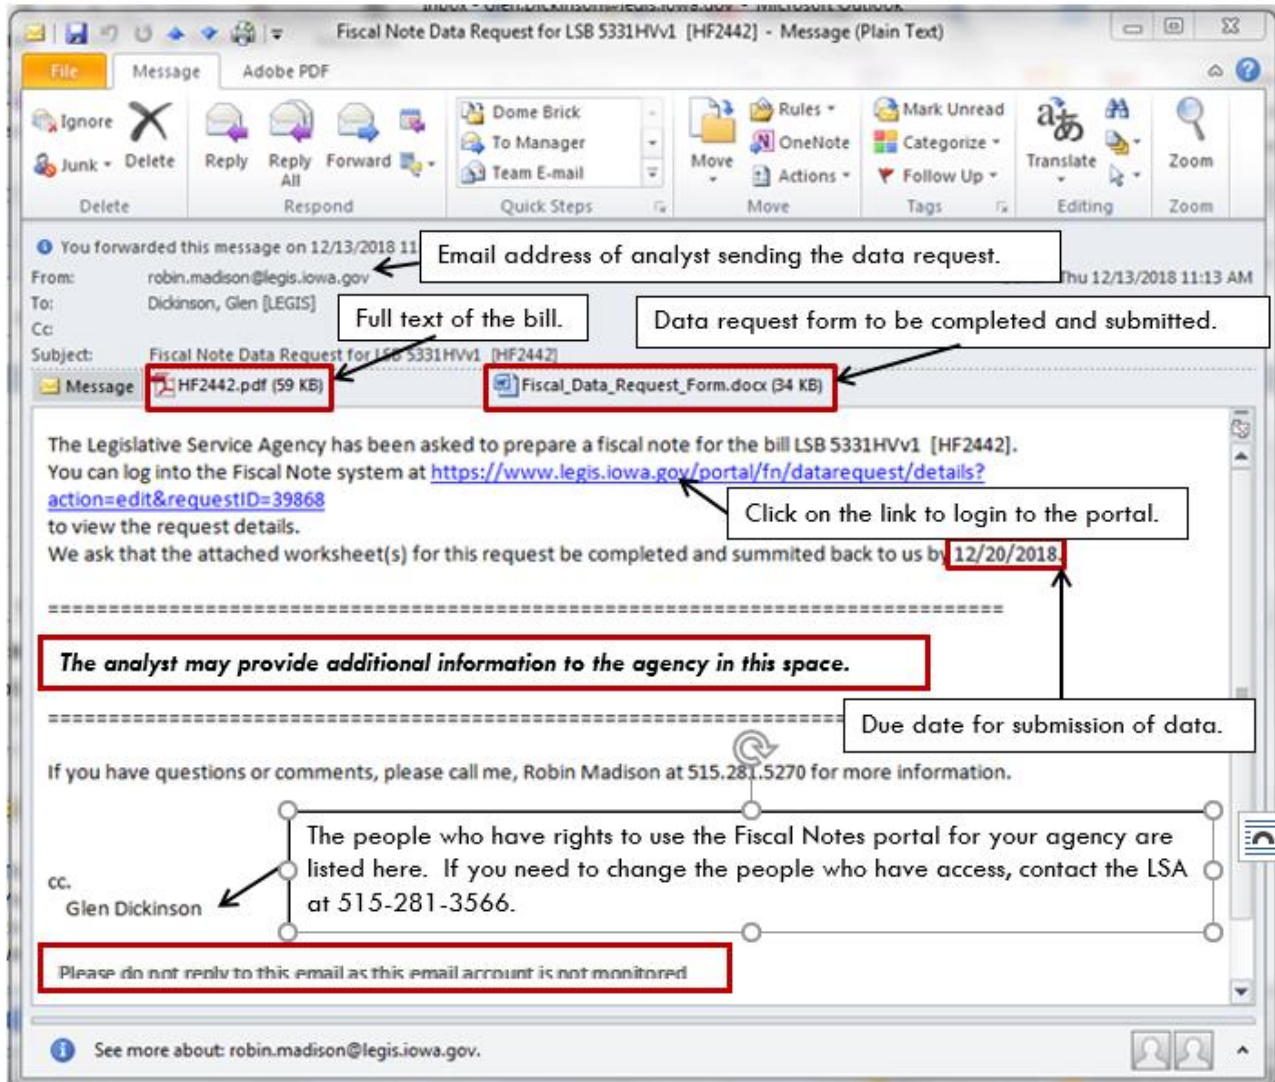 Inbox - Glen.Dickinson@legis.iowa.gov - Microsoft Outlook
Fiscal Note Data Request for LSB 5331HVv1 [HF2442] - Message (Plain Text)
File Message Adobe PDF
Ignore
Junk
Delete
Reply
Reply All
Forward
Dome Brick
To Manager
Team E-mail
Move
Rules
OneNote
Actions
Mark Unread
Categorize
Follow Up
Translate
Zoom
Delete Respond Quick Steps Move Tags Editing Zoom
You forwarded this message on 12/13/2018 11
Email address of analyst sending the data request.
From: robin.madison@legis.iowa.gov
Thu 12/13/2018 11:13 AM
To: Dickinson, Glen [LEGIS]
Cc:
Full text of the bill.
Data request form to be completed and submitted.
Subject: Fiscal Note Data Request for LSB 5331HVv1 [HF2442]
Message HF2442.pdf (59 KB) Fiscal_Data_Request_Form.docx (34 KB)
The Legislative Service Agency has been asked to prepare a fiscal note for the bill LSB 5331HVv1 [HF2442].
You can log into the Fiscal Note system at https://www.legis.iowa.gov/portal/fn/datarequest/details?
action=edit&requestID=39868
Click on the link to login to the portal.
to view the request details.
We ask that the attached worksheet(s) for this request be completed and summited back to us by 12/20/2018.
===============================================================================
The analyst may provide additional information to the agency in this space.
==================================================================
Due date for submission of data.
If you have questions or comments, please call me, Robin Madison at 515.281.5270 for more information.
The people who have rights to use the Fiscal Notes portal for your agency are
listed here. If you need to change the people who have access, contact the LSA
at 515-281-3566.
cc.
Glen Dickinson
Please do not reply to this email as this email account is not monitored
See more about: robin.madison@legis.iowa.gov.